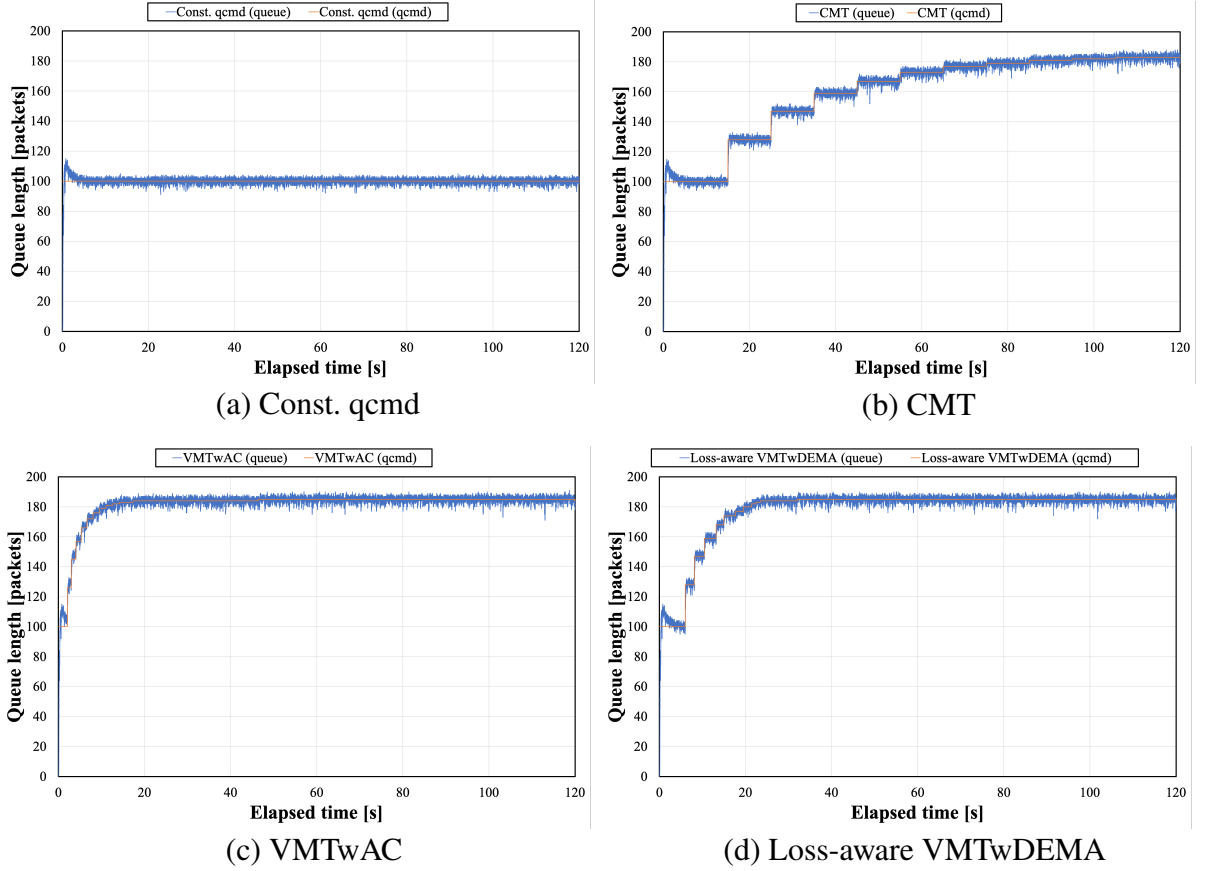 Const. qcmd (queue) Const. qcmd (qcmd)
200
180
160
140
120
100
80
60
40
20
0
Queue length [packets]
0 20 40 60 80 100 120
Elapsed time [s]
(a) Const. qcmd
CMT (queue) CMT (qcmd)
200
180
160
140
120
100
80
60
40
20
0
Queue length [packets]
0 20 40 60 80 100 120
Elapsed time [s]
(b) CMT
VMTwAC (queue) VMTwAC (qcmd)
200
180
160
140
120
100
80
60
40
20
0
Queue length [packets]
0 20 40 60 80 100 120
Elapsed time [s]
(c) VMTwAC
Loss-aware VMTwDEMA (queue) Loss-aware VMTwDEMA (qcmd)
200
180
160
140
120
100
80
60
40
20
0
Queue length [packets]
0 20 40 60 80 100 120
Elapsed time [s]
(d) Loss-aware VMTwDEMA